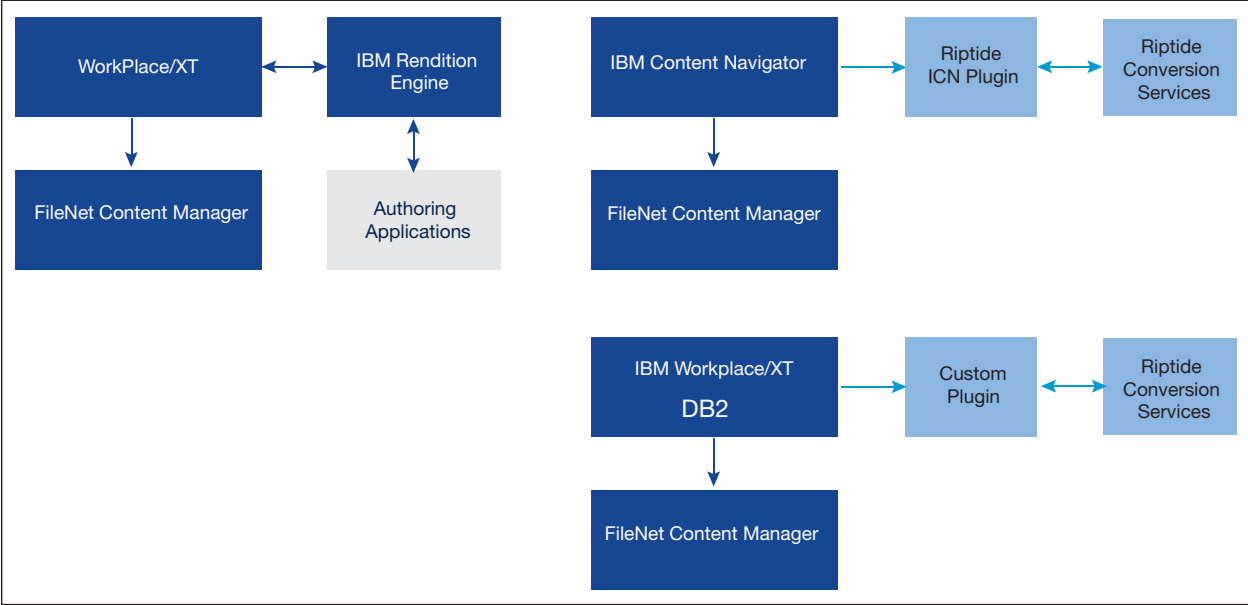 WorkPlace/XT
IBM Rendition
Engine
FileNet Content Manager
Authoring
Applications
IBM Content Navigator
Riptide
ICN Plugin
Riptide
Conversion
Services
FileNet Content Manager
IBM Workplace/XT
DB2
Custom
Plugin
Riptide
Conversion
Services
FileNet Content Manager